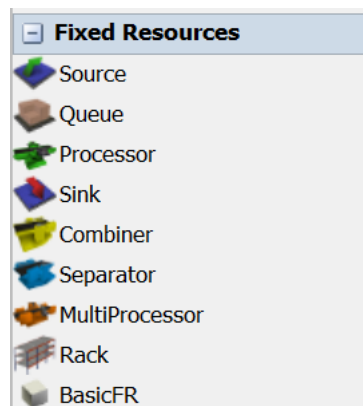 Fixed Resources
Source
Queue
Processor
Sink
Combiner
Separator
MultiProcessor
Rack
BasicFR